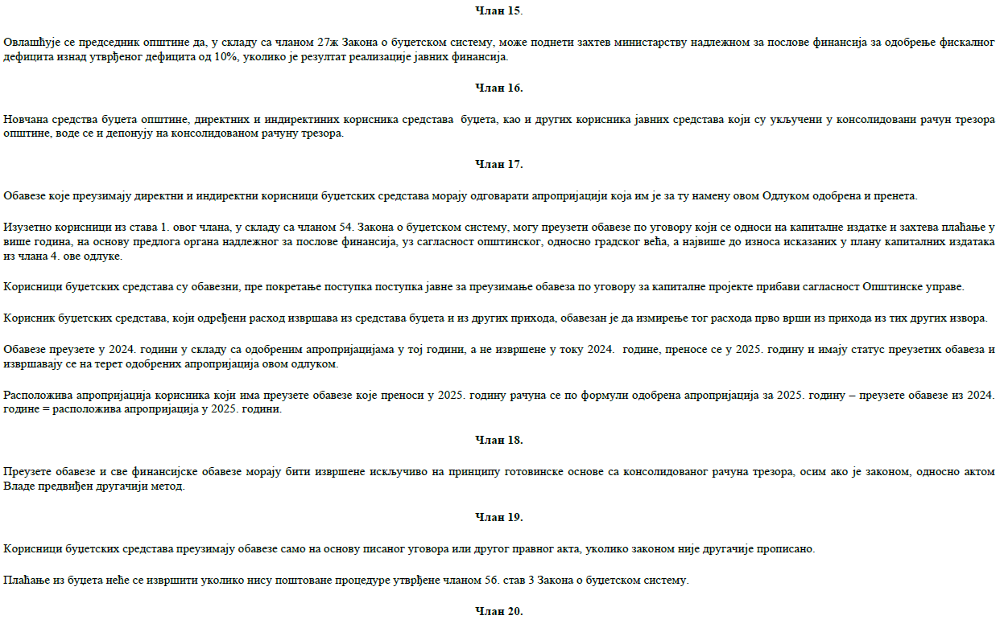 Члан 15.
Овлашћује се председник општине да, у складу са чланом 27ж Закона о буџетском систему, може поднети захтев министарству надлежном за послове финансија за одобрење фискалног
дефицита изнад утврђеног дефицита од 10%, уколико је резултат реализације јавних финансија.
Члан 16.
Новчана средства буџета општине, директних и индиректиних корисника средстава  буџета, као и других корисника јавних средстава који су укључени у консолидовани рачун трезора
општине, воде се и депонују на консолидованом рачуну трезора.
Члан 17.
Обавезе које преузимају директни и индиректни корисници буџетских средстава морају одговарати апропријацији која им је за ту намену овом Одлуком одобрена и пренета.
Изузетно корисници из става 1. овог члана, у складу са чланом 54. Закона о буџетском систему, могу преузети обавезе по уговору који се односи на капиталне издатке и захтева плаћање у
више година, на основу предлога органа надлежног за послове финансија, уз сагласност општинског, односно градског већа, а највише до износа исказаних у плану капиталних издатака
из члана 4. ове одлуке.
Корисници буџетских средстава су обавезни, пре покретање поступка поступка јавне за преузимање обавеза по уговору за капиталне пројекте прибави сагласност Општинске управе.
Корисник буџетских средстава, који одређени расход извршава из средстава буџета и из других прихода, обавезан је да измирење тог расхода прво врши из прихода из тих других извора.
Обавезе преузете у 2024. години у складу са одобреним апропријацијама у тој години, а не извршене у току 2024.  године, преносе се у 2025. годину и имају статус преузетих обавеза и
извршавају се на терет одобрених апропријација овом одлуком.
Расположива апропријација корисника који има преузете обавезе које преноси у 2025. годину рачуна се по формули одобрена апропријација за 2025. годину – преузете обавезе из 2024.
године = расположива апропријација у 2025. години.
Члан 18.
Преузете обавезе и све финансијске обавезе морају бити извршене искључиво на принципу готовинске основе са консолидованог рачуна трезора, осим ако је законом, односно актом
Владе предвиђен другачији метод.
Члан 19.
Корисници буџетских средстава преузимају обавезе само на основу писаног уговора или другог правног акта, уколико законом није другачије прописано.
Плаћање из буџета неће се извршити уколико нису поштоване процедуре утврђене чланом 56. став 3 Закона о буџетском систему.
Члан 20.